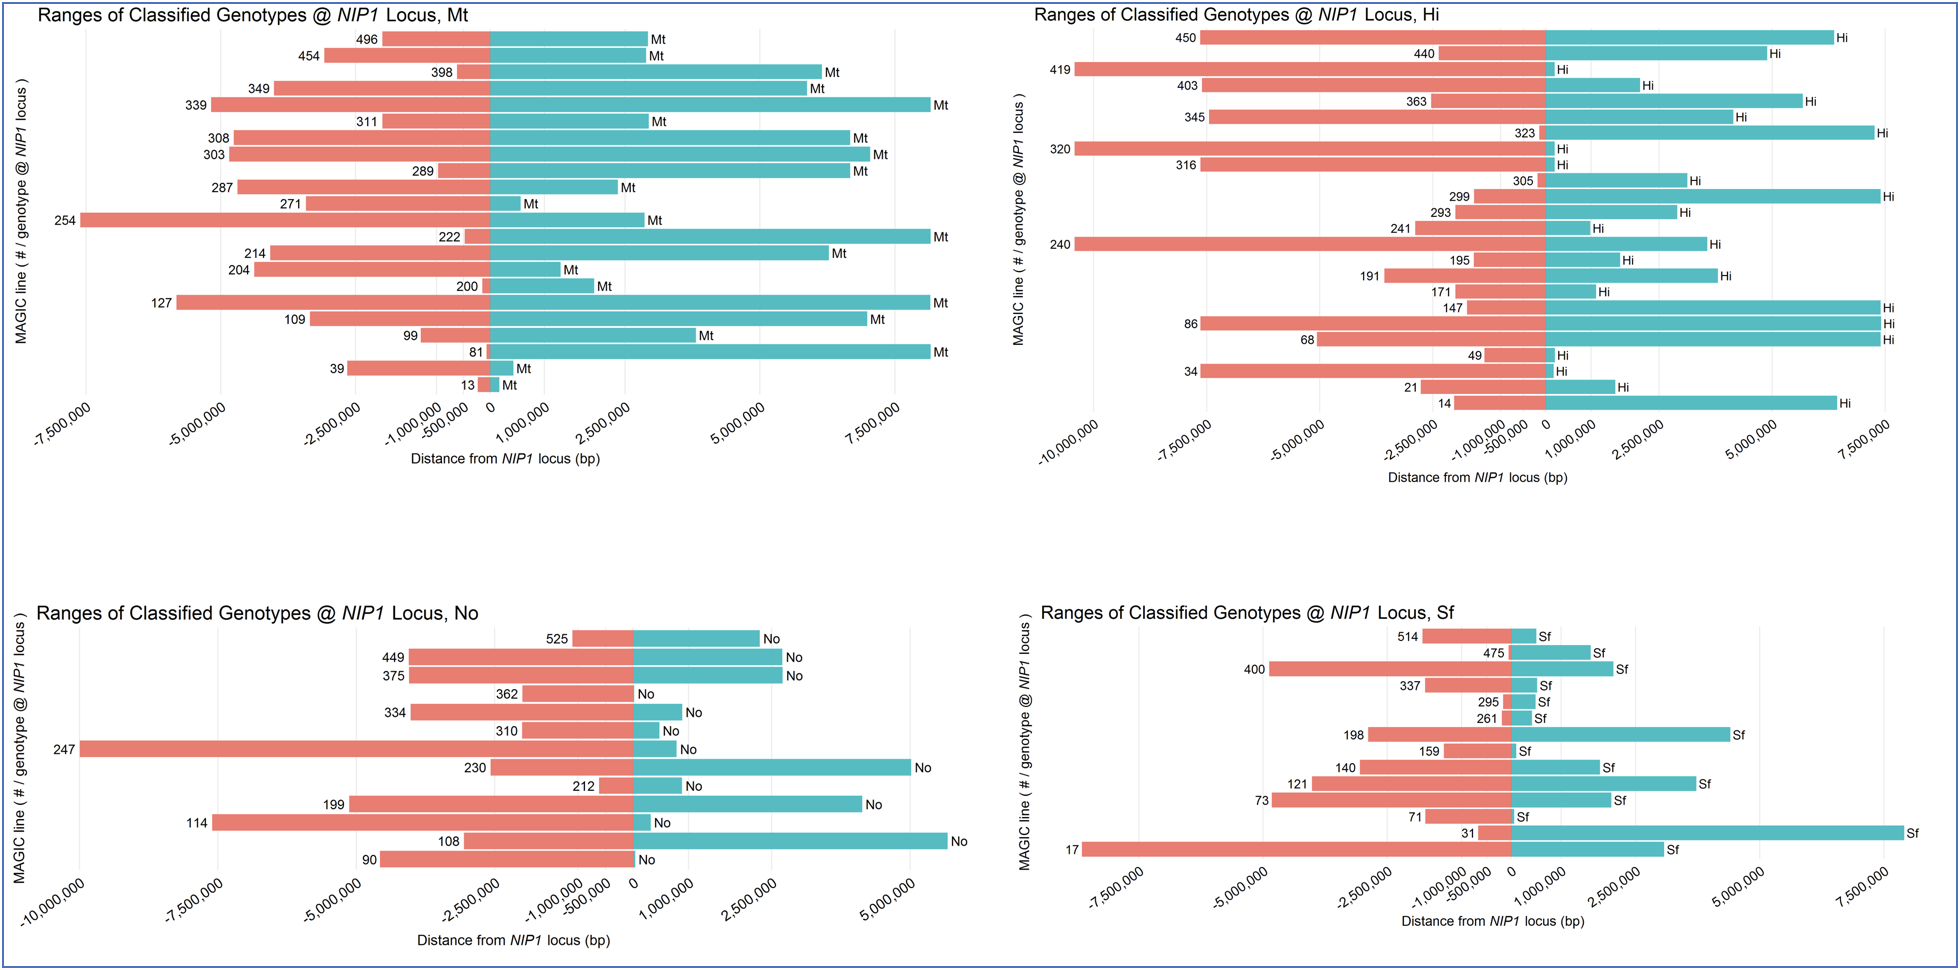 Ranges of Classified Genotypes @ NIP1 Locus, Mt
MAGIC line ( # / genotype @ NIP1 locus )
496 Mt
454 Mt
398 Mt
349 Mt
339 Mt
311 Mt
308 Mt
303 Mt
289 Mt
287 Mt
271 Mt
254 Mt
222 Mt
214 Mt
204 Mt
200 Mt
127 Mt
109 Mt
99 Mt
81 Mt
39 Mt
13 Mt
-7,500,000 -5,000,000 -2,500,000 -1,000,000 -500,000 0 1,000,000 2,500,000 5,000,000 7,500,000
Distance from NIP1 locus (bp)
Ranges of Classified Genotypes @ NIP1 Locus, Hi
MAGIC line ( # / genotype @ NIP1 locus )
450 Hi
440 Hi
419 Hi
403 Hi
363 Hi
345 Hi
323 Hi
320 Hi
316 Hi
305 Hi
299 Hi
293 Hi
241 Hi
240 Hi
195 Hi
191 Hi
171 Hi
147 Hi
86 Hi
68 Hi
49 Hi
34 Hi
21 Hi
14 Hi
-10,000,000 -7,500,000 -5,000,000 -2,500,000 -1,000,000 -500,000 0 1,000,000 2,500,000 5,000,000 7,500,000
Distance from NIP1 locus (bp)
Ranges of Classified Genotypes @ NIP1 Locus, No
MAGIC line ( # / genotype @ NIP1 locus )
525 No
449 No
375 No
362 No
334 No
310 No
247 No
230 No
212 No
199 No
114 No
108 No
90 No
-10,000,000 -7,500,000 -5,000,000 -2,500,000 -1,000,000 -500,000 0 1,000,000 2,500,000 5,000,000
Distance from NIP1 locus (bp)
Ranges of Classified Genotypes @ NIP1 Locus, Sf
MAGIC line ( # / genotype @ NIP1 locus )
514 Sf
475 Sf
400 Sf
337 Sf
295 Sf
261 Sf
198 Sf
159 Sf
140 Sf
121 Sf
73 Sf
71 Sf
31 Sf
17 Sf
-7,500,000 -5,000,000 -2,500,000 -1,000,000 -500,000 0 1,000,000 2,500,000 5,000,000 7,500,000
Distance from NIP1 locus (bp)